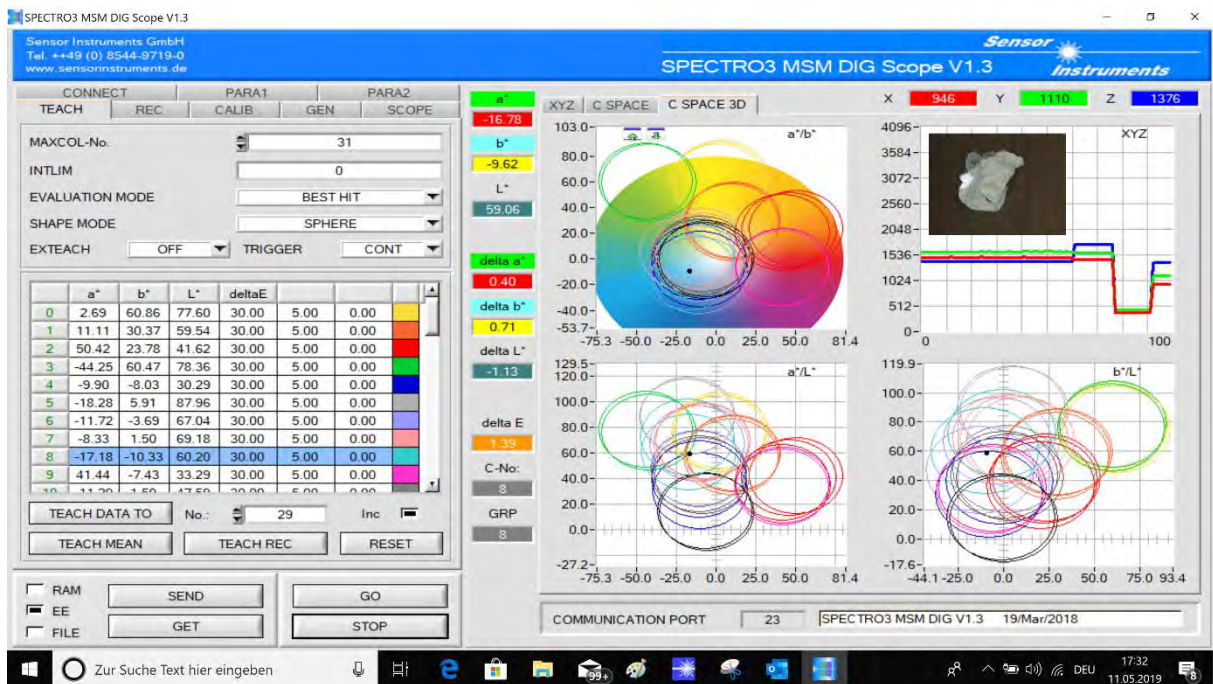 SPECTRO3 MSM DIG Scope V1.3
Sensor Instruments GmbH
Tel. ++49 (0) 8544-9719-0
www.sensorinstruments.de
SPECTRO3 MSM DIG Scope V1.3
Sensor Instruments
CONNECT PARA1 PARA2
TEACH REC CALIB GEN SCOPE
MAXCOL-No. 31
INTLIM 0
EVALUATION MODE BEST HIT
SHAPE MODE SPHERE
EXTEACH OFF TRIGGER CONT
a* b* L* deltaE
0 2.69 60.86 77.60 30.00 5.00 0.00
1 11.11 30.37 59.54 30.00 5.00 0.00
2 50.42 23.78 41.62 30.00 5.00 0.00
3 -44.25 60.47 78.36 30.00 5.00 0.00
4 -9.90 -8.03 30.29 30.00 5.00 0.00
5 -18.28 5.91 87.96 30.00 5.00 0.00
6 -11.72 -3.69 67.04 30.00 5.00 0.00
7 -8.33 1.50 69.18 30.00 5.00 0.00
8 -17.18 -10.33 60.20 30.00 5.00 0.00
9 41.44 -7.43 33.29 30.00 5.00 0.00
TEACH DATA TO No.: 29 Inc
TEACH MEAN TEACH REC RESET
RAM
EE
FILE
SEND GO
GET STOP
a*
-16.78
b*
-9.62
L*
59.06
delta a*
0.40
delta b*
0.71
delta L*
-1.13
delta E
1.39
C-No:
8
GRP
8
XYZ C SPACE C SPACE 3D
X 946 Y 1110 Z 1376
a*/b*
103.0-
80.0-
60.0-
40.0-
20.0-
0.0-
-20.0-
-40.0-
-53.7-
-75.3 -50.0 -25.0 0.0 25.0 50.0 81.4
XYZ
4096-
3584-
3072-
2560-
2048-
1536-
1024-
512-
0-
0 100
a*/L*
129.5-
120.0-
100.0-
80.0-
60.0-
40.0-
20.0-
0.0-
-27.2-
-75.3 -50.0 -25.0 0.0 25.0 50.0 81.4
b*/L*
119.9-
100.0-
80.0-
60.0-
40.0-
20.0-
0.0-
-17.6-
-44.1 -25.0 0.0 25.0 50.0 75.0 93.4
COMMUNICATION PORT 23 SPECTRO3 MSM DIG V1.3 19/Mar/2018
Zur Suche Text hier eingeben
99+
DEU
17:32
11.05.2019
8